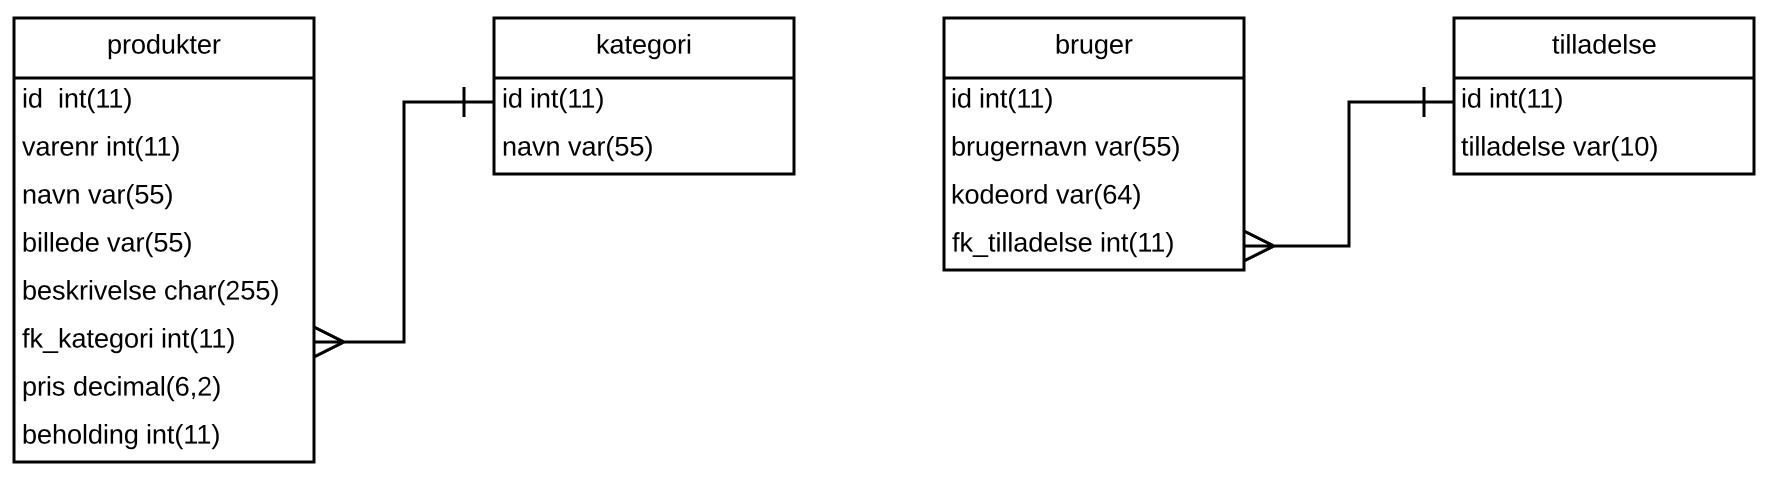 produkter
id  int(11)
varenr int(11)
navn var(55)
billede var(55)
beskrivelse char(255)
fk_kategori int(11)
pris decimal(6,2)
beholding int(11)
kategori
id int(11)
navn var(55)
bruger
id int(11)
brugernavn var(55)
kodeord var(64)
fk_tilladelse int(11)
tilladelse
id int(11)
tilladelse var(10)